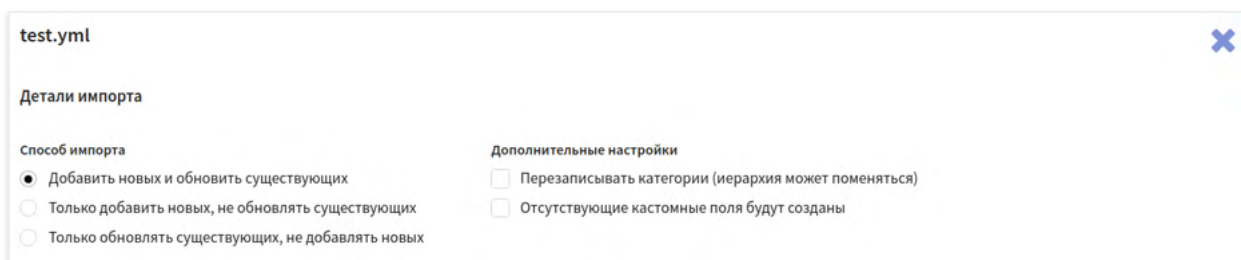 test.yml
Детали импорта
Способ импорта
Добавить новых и обновить существующих
Только добавить новых, не обновлять существующих
Только обновлять существующих, не добавлять новых
Дополнительные настройки
Перезаписывать категории (иерархия может поменяться)
Отсутствующие кастомные поля будут созданы